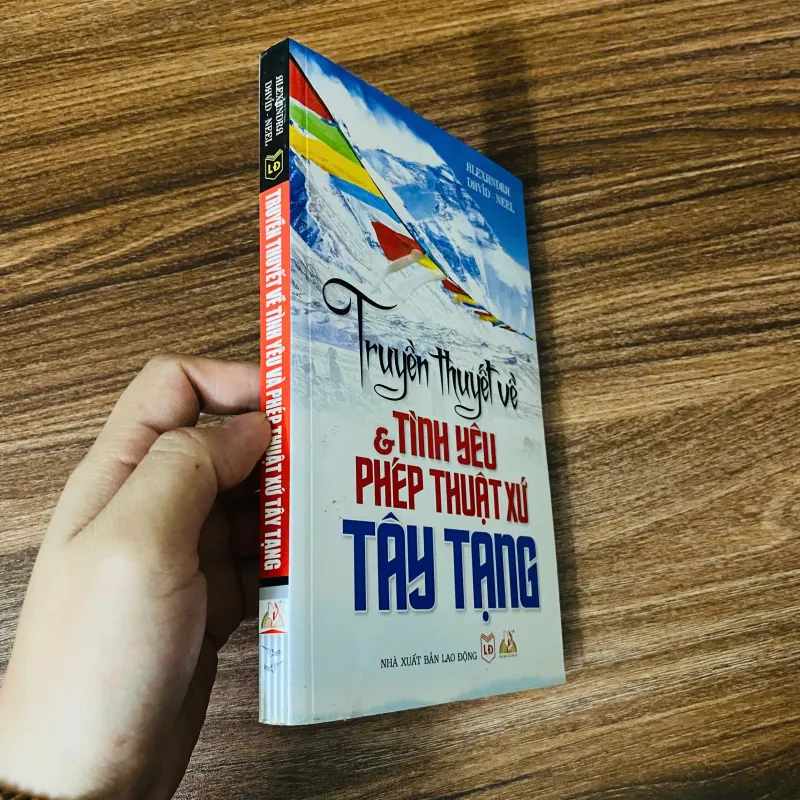 ALEXANDRA
DAVID - NEEL
TRUYỀN THUYẾT VỀ TÌNH YÊU VÀ PHÉP THUẬT XỨ TÂY TẠNG
ALEXANDRA
DAVID - NEEL
Truyền thuyết về
TÌNH YÊU
& PHÉP THUẬT XỨ
TÂY TẠNG
NHÀ XUẤT BẢN LAO ĐỘNG
LĐ